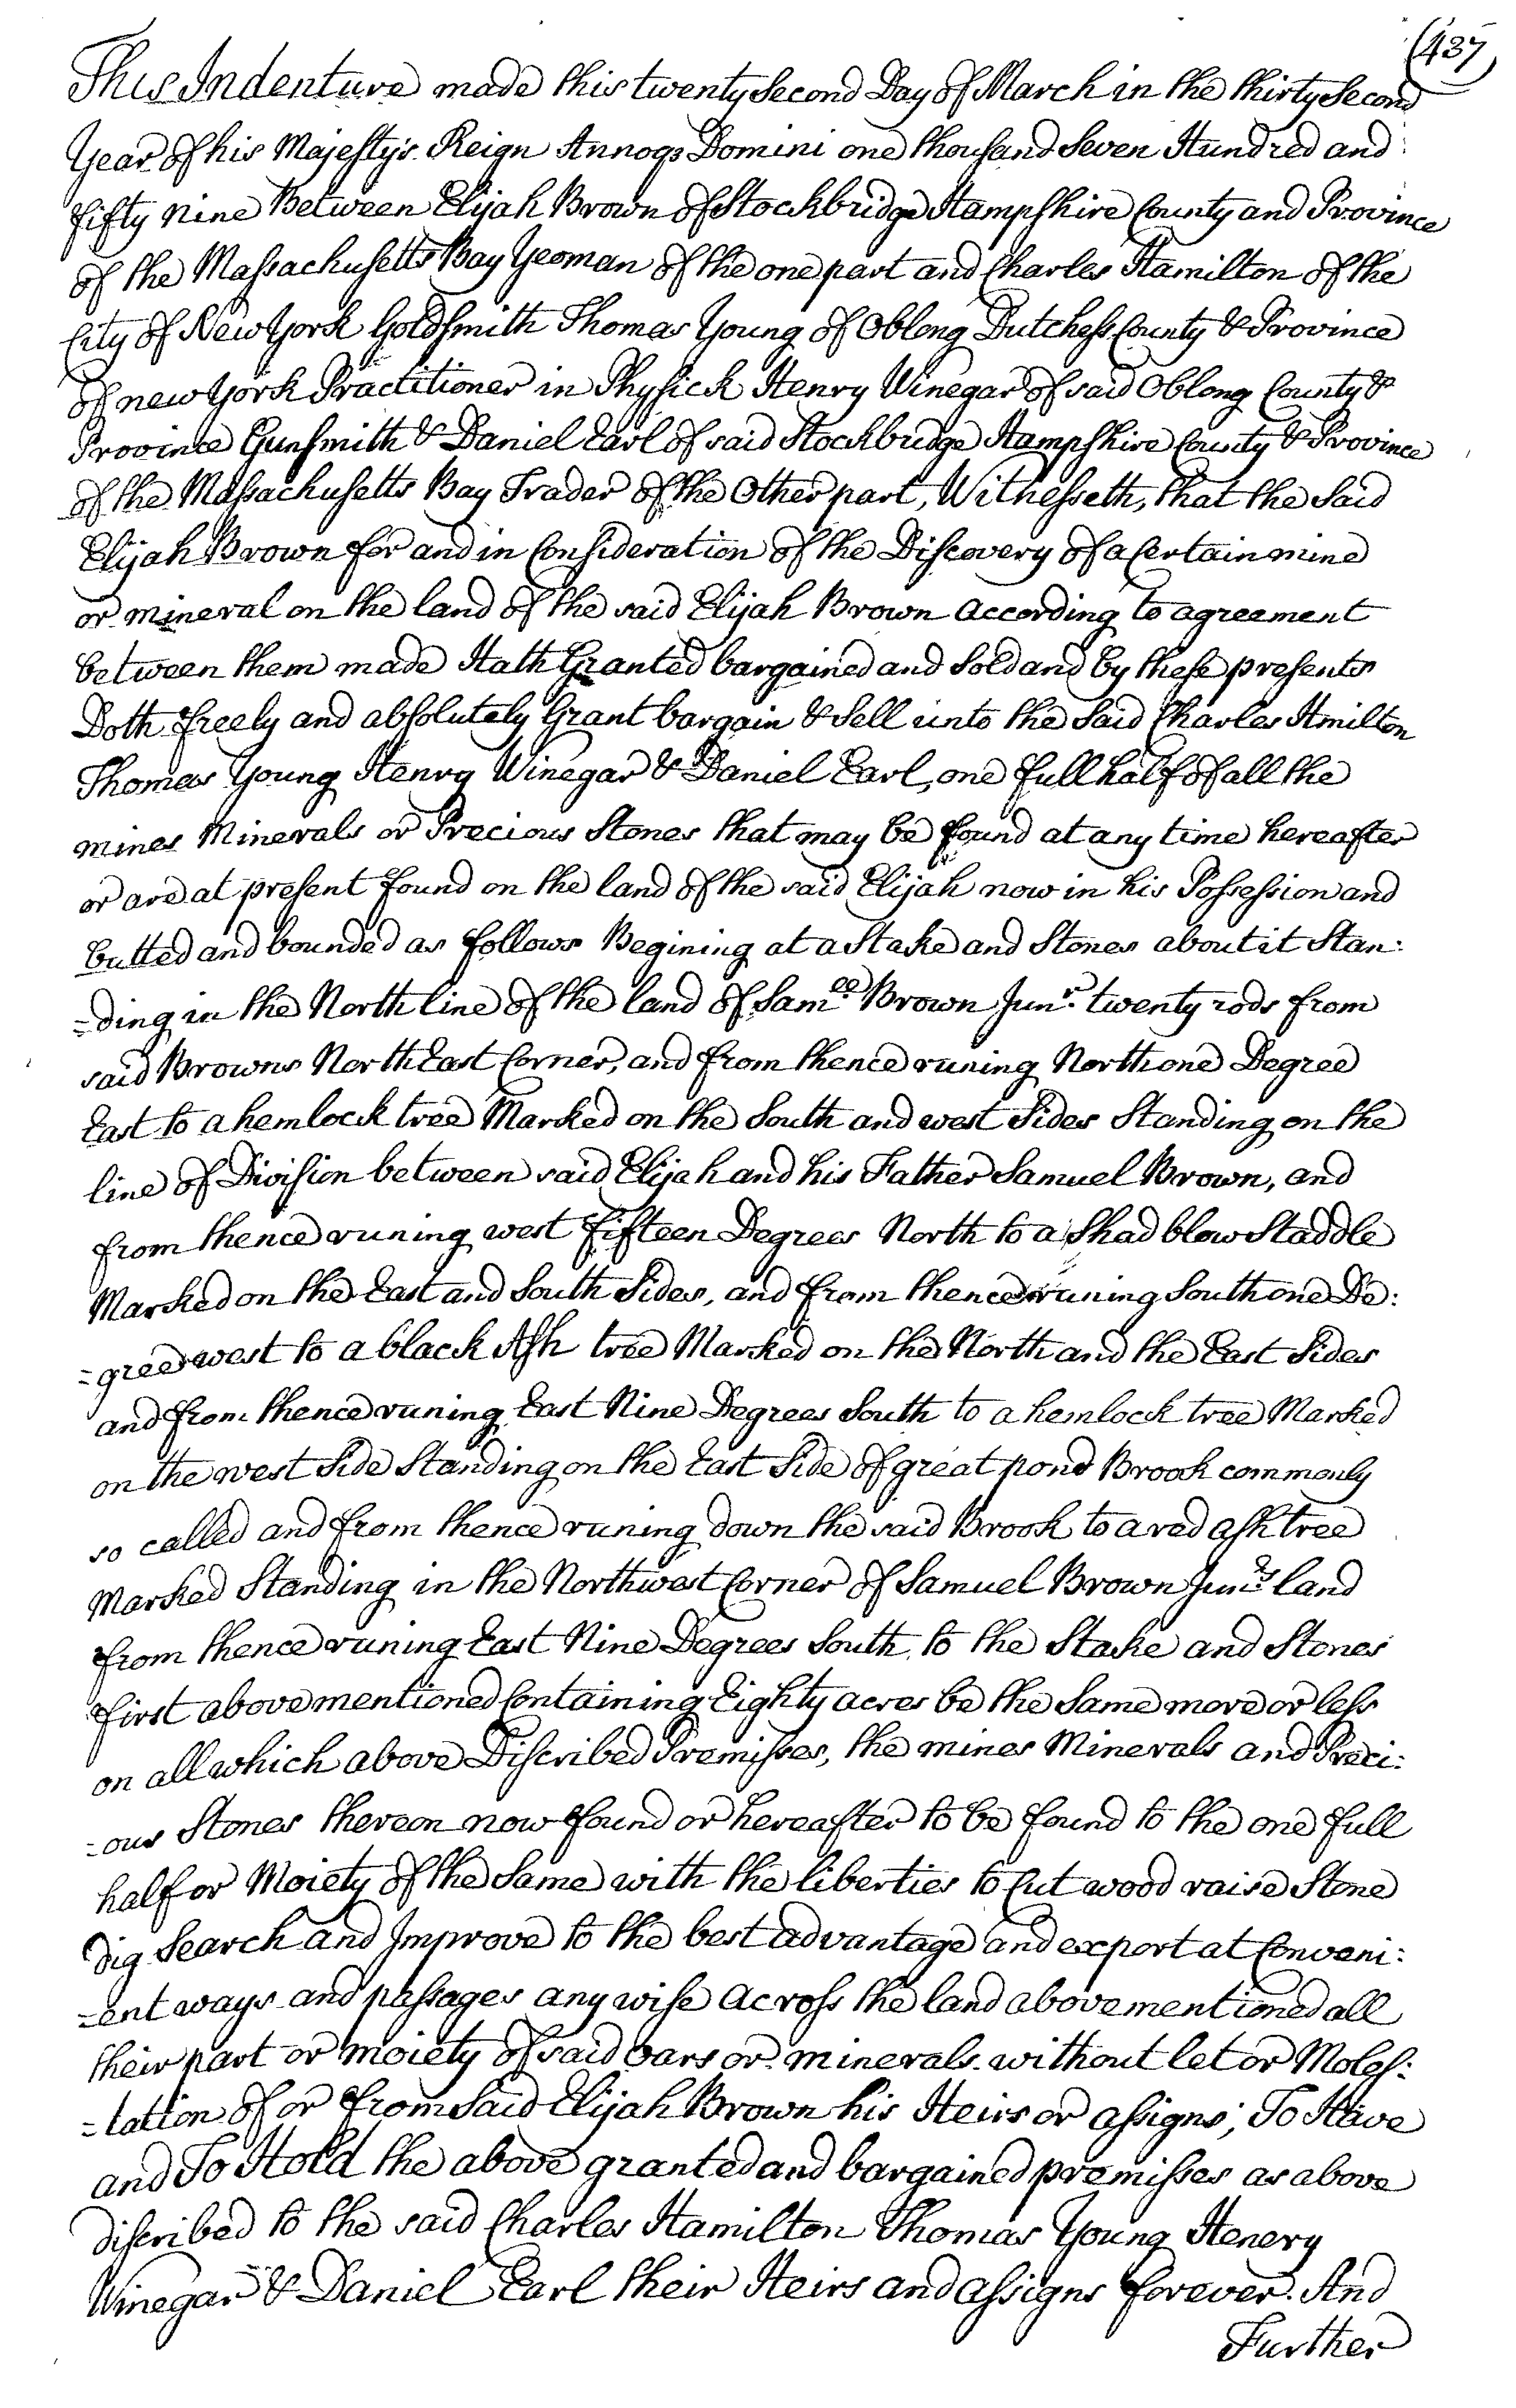 (437
This Indenture made this twenty Second Day of March in the thirty Second
Year of his Majesty's Reign Annoqs Domini one thousand Seven Hundred and
fifty nine Between Elijah Brown of Stockbridge Hampshire County and Province
of the Massachusetts Bay Yeoman of the one part and Charles Hamilton of the
City of New York Goldsmith Thomas Young of Oblong Dutchess County & Province
of new York Practitioner in Physick Henry Winegar of said Oblong County &
Province Gunsmith & Daniel Earl of said Stockbridge Hampshire County & Province
of the Massachusetts Bay Trader of the Other part, Witnesseth, that the Said
Elijah Brown for and in Consideration of the Discovery of a Certain mine
or mineral on the land of the said Elijah Brown according to agreement
between them made Hath Granted bargained and Sold and by these presents
Doth freely and absolutely Grant bargain & Sell unto the Said Charles Hmilton
Thomas Young Henry Winegar & Daniel Earl, one full half of all the
mines Minerals or Precious Stones that may be found at any time hereafter
or are at present found on the land of the said Elijah now in his Possession and
butted and bounded as follows Begining at a Stake and Stones about it Stan:
=ding in the North line of the land of Samll. Brown Junr. twenty rods from
said Browns North East Corner, and from thence runing North one Degree
East to a hemlock tree Marked on the South and west Sides Standing on the
line of Division between said Elijah and his Father Samuel Brown, and
from thence runing west fifteen Degrees North to a Shad blow Staddle
Marked on the East and South Sides, and from thence runing South one De:
=gree west to a black Ash tree Marked on the North and the East Sides
and from thence runing East Nine Degrees South to a hemlock tree Marked
on the west Side Standing on the East Side of great pond Brook commonly
so called and from thence runing down the said Brook to a red ash tree
Marked Standing in the Northwest Corner of Samuel Brown Junrs. land
from thence runing East Nine Degrees South to the Stake and Stones
first above mentioned Containing Eighty acres be the Same more or less
on all which above Discribed Premisses, the mines Minerals and Preci:
=ous Stones thereon now found or hereafter to be found to the one full
half or Moiety of the Same with the liberties to Cut wood raise Stone
dig Search and Improve to the best advantage and export at Conveni:
=ent ways and passages any wise across the land above mentioned all
their part or moiety of said oars or minerals without let or Moles:
=tation of or from Said Elijah Brown his Heirs or assigns; To Have
and To Hold the above granted and bargained premisses as above
discribed to the said Charles Hamilton Thomas Young Henery
Winegar & Daniel Earl their Heirs and assigns forever. And
Further